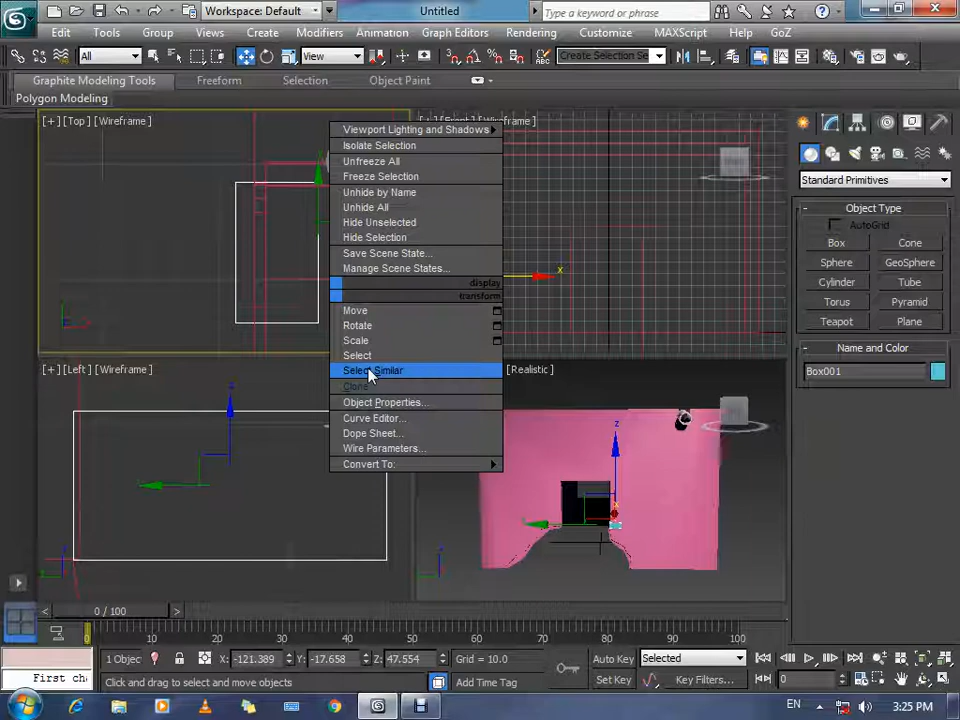 Workspace: Default
Untitled
Type a keyword or phrase
Edit
Tools
Group
Views
Create
Modifiers
Animation
Graph Editors
Rendering
Customize
MAXScript
Help
GoZ
All
View
Create Selection Se
Graphite Modeling Tools
Freeform
Selection
Object Paint
Polygon Modeling
[+] [Top] [Wireframe]
Viewport Lighting and Shadows
Isolate Selection
Unfreeze All
Freeze Selection
Unhide by Name
Unhide All
Hide Unselected
Hide Selection
Save Scene State...
Manage Scene States...
display
transform
Move
Rotate
Scale
Select
Select Similar
Clone
Object Properties...
Curve Editor...
Dope Sheet...
Wire Parameters...
Convert To:
x
Standard Primitives
Object Type
AutoGrid
Box
Cone
Sphere
GeoSphere
Cylinder
Tube
Torus
Pyramid
Teapot
Plane
Name and Color
Box001
[+] [Left] [Wireframe]
[Realistic]
z
0 / 100
0
10
20
30
40
50
60
70
80
90
100
1 Objec
X: -121.389
Y: -17.658
Z: 47.554
Grid = 10.0
Auto Key
Selected
First ch
Click and drag to select and move objects
Add Time Tag
Set Key
Key Filters...
0
EN
3:25 PM